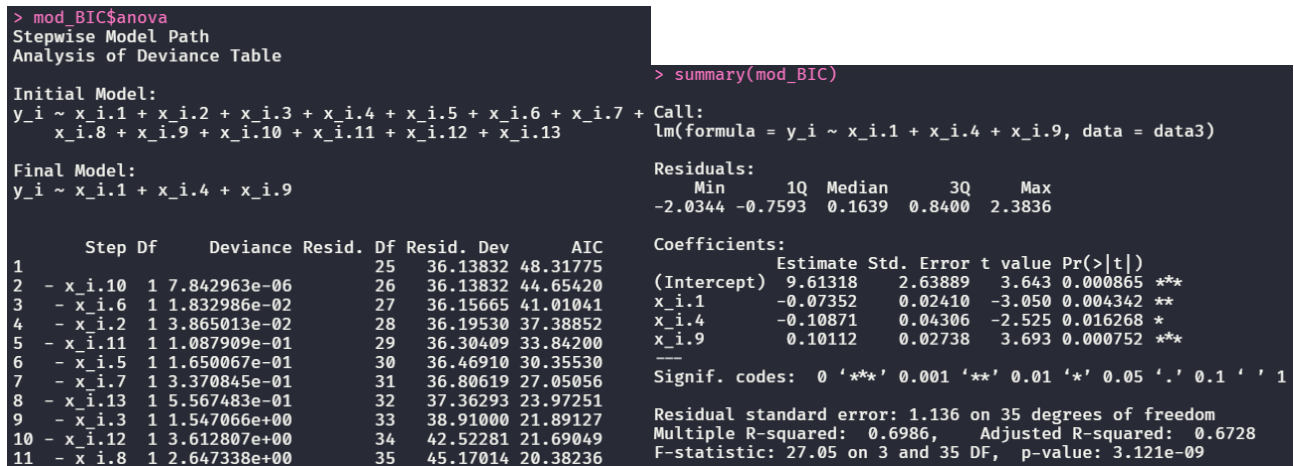 > mod_BIC$anova
Stepwise Model Path
Analysis of Deviance Table
Initial Model:
y_i ~ x_i.1 + x_i.2 + x_i.3 + x_i.4 + x_i.5 + x_i.6 + x_i.7 +
    x_i.8 + x_i.9 + x_i.10 + x_i.11 + x_i.12 + x_i.13
Final Model:
y_i ~ x_i.1 + x_i.4 + x_i.9
      Step Df     Deviance Resid. Df Resid. Dev      AIC
1                                 25   36.13832 48.31775
2  - x_i.10  1 7.842963e-06        26   36.13832 44.65420
3   - x_i.6  1 1.832986e-02        27   36.15665 41.01041
4   - x_i.2  1 3.865013e-02        28   36.19530 37.38852
5  - x_i.11  1 1.087909e-01        29   36.30409 33.84200
6   - x_i.5  1 1.650067e-01        30   36.46910 30.35530
7   - x_i.7  1 3.370845e-01        31   36.80619 27.05056
8  - x_i.13  1 5.567483e-01        32   37.36293 23.97251
9   - x_i.3  1 1.547066e+00        33   38.91000 21.89127
10 - x_i.12  1 3.612807e+00        34   42.52281 21.69049
11  - x_i.8  1 2.647338e+00        35   45.17014 20.38236
> summary(mod_BIC)
Call:
lm(formula = y_i ~ x_i.1 + x_i.4 + x_i.9, data = data3)
Residuals:
    Min      1Q  Median      3Q     Max
-2.0344 -0.7593  0.1639  0.8400  2.3836
Coefficients:
            Estimate Std. Error t value Pr(>|t|)
(Intercept)  9.61318    2.63889   3.643 0.000865 ***
x_i.1       -0.07352    0.02410  -3.050 0.004342 **
x_i.4       -0.10871    0.04306  -2.525 0.016268 *
x_i.9        0.10112    0.02738   3.693 0.000752 ***
---
Signif. codes:  0 ‘***’ 0.001 ‘**’ 0.01 ‘*’ 0.05 ‘.’ 0.1 ‘ ’ 1
Residual standard error: 1.136 on 35 degrees of freedom
Multiple R-squared:  0.6986,    Adjusted R-squared:  0.6728
F-statistic: 27.05 on 3 and 35 DF,  p-value: 3.121e-09